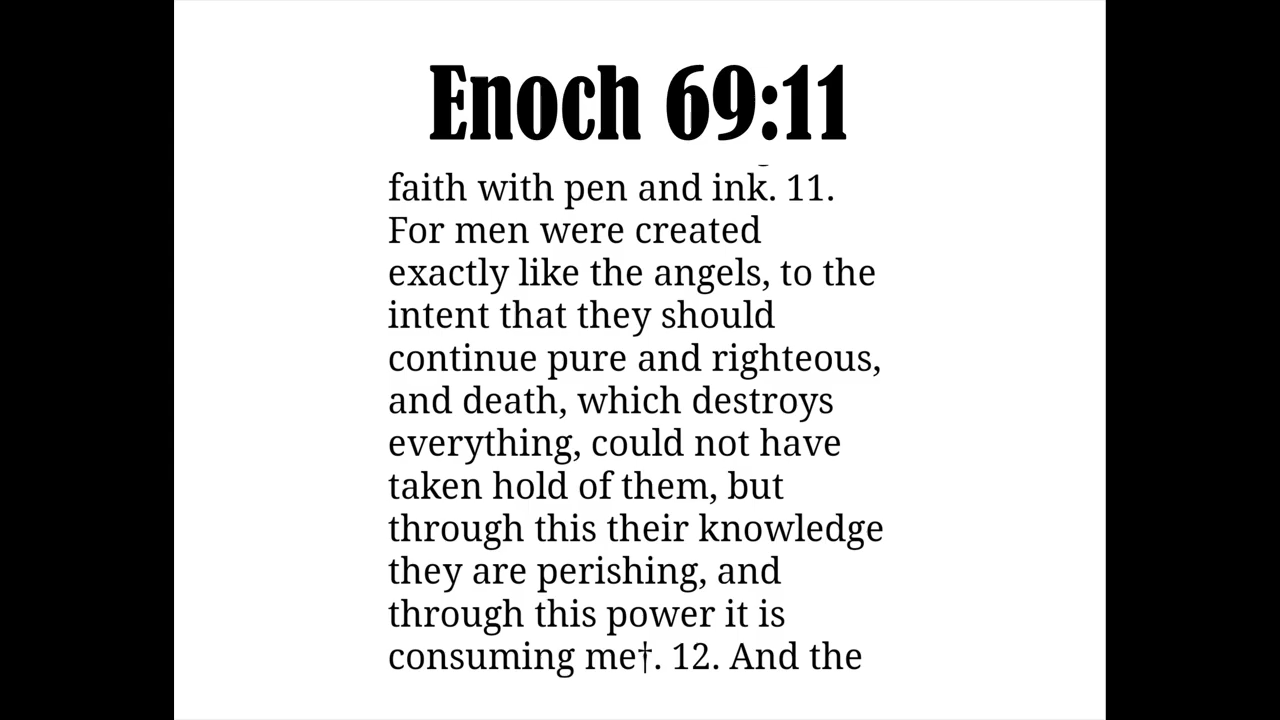 Enoch 69:11
faith with pen and ink. 11.
For men were created
exactly like the angels, to the
intent that they should
continue pure and righteous,
and death, which destroys
everything, could not have
taken hold of them, but
through this their knowledge
they are perishing, and
through this power it is
consuming me†. 12. And the